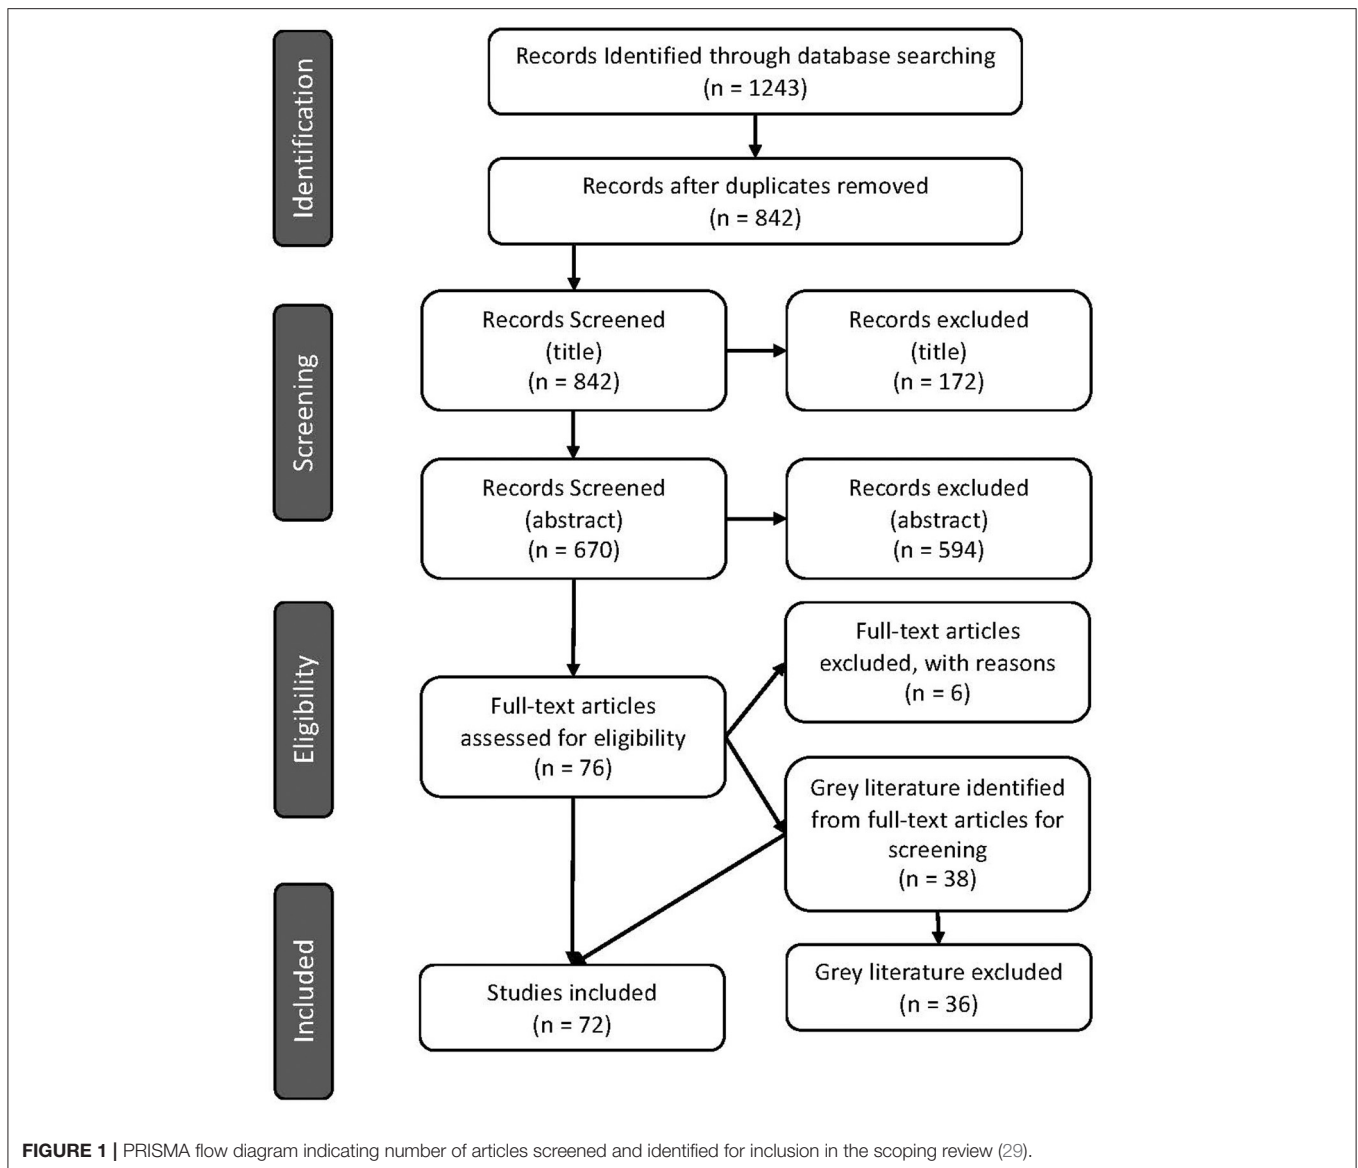 Identification
Records Identified through database searching
(n = 1243)
Records after duplicates removed
(n = 842)
Screening
Records Screened
(title)
(n = 842)
Records excluded
(title)
(n = 172)
Records Screened
(abstract)
(n = 670)
Records excluded
(abstract)
(n = 594)
Eligibility
Full-text articles
assessed for eligibility
(n = 76)
Full-text articles
excluded, with reasons
(n = 6)
Grey literature identified
from full-text articles for
screening
(n = 38)
Included
Studies included
(n = 72)
Grey literature excluded
(n = 36)
FIGURE 1 | PRISMA flow diagram indicating number of articles screened and identified for inclusion in the scoping review (29).